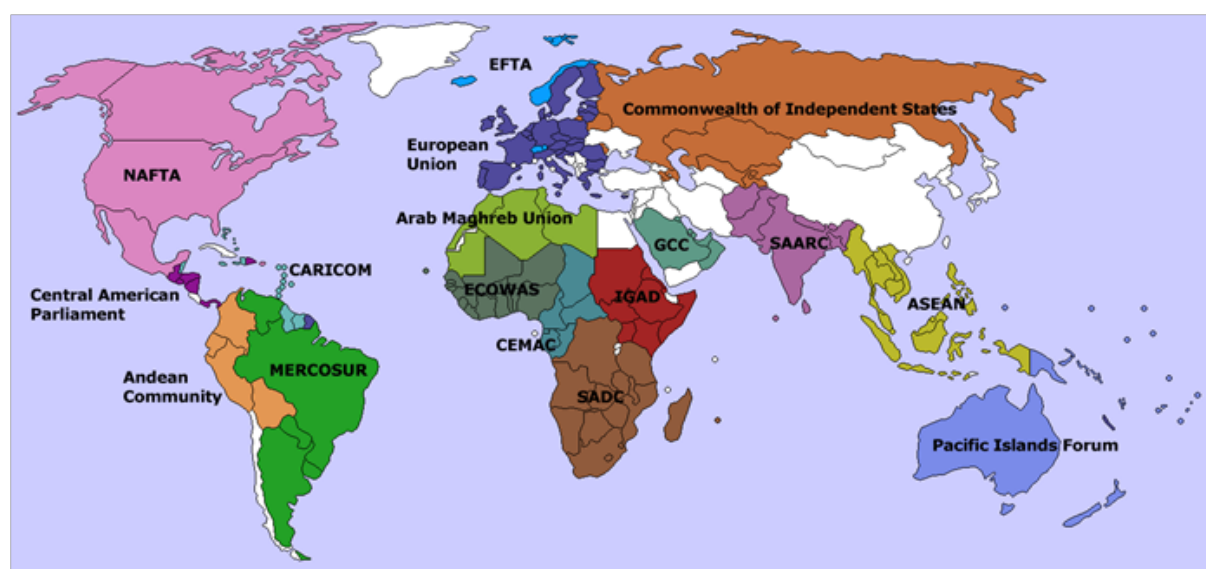 EFTA
Commonwealth of Independent States
European
Union
NAFTA
Arab Maghreb Union
GCC
SAARC
CARICOM
Central American
Parliament
ECOWAS
IGAD
ASEAN
CEMAC
MERCOSUR
Andean
Community
SADC
Pacific Islands Forum